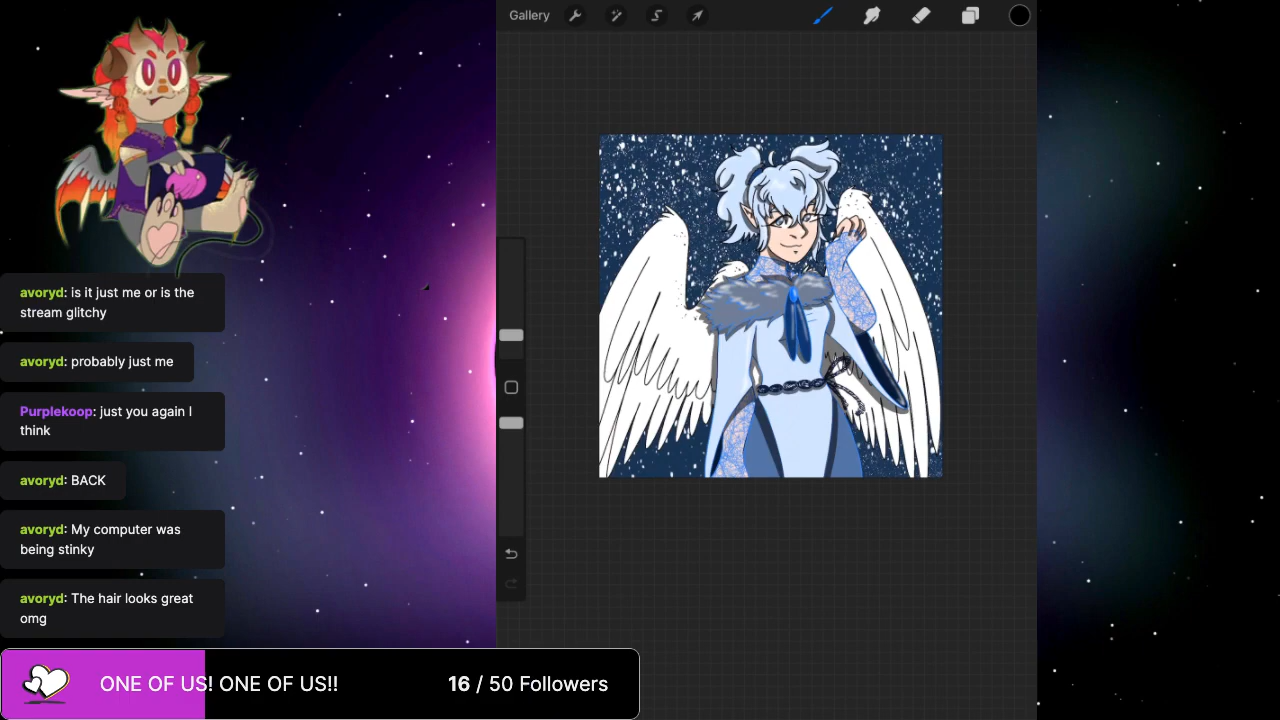 Gallery
avoryd: is it just me or is the
stream glitchy
avoryd: probably just me
Purplekoop: just you again I
think
avoryd: BACK
avoryd: My computer was
being stinky
avoryd: The hair looks great
omg
ONE OF US! ONE OF US!!
16 / 50 Followers